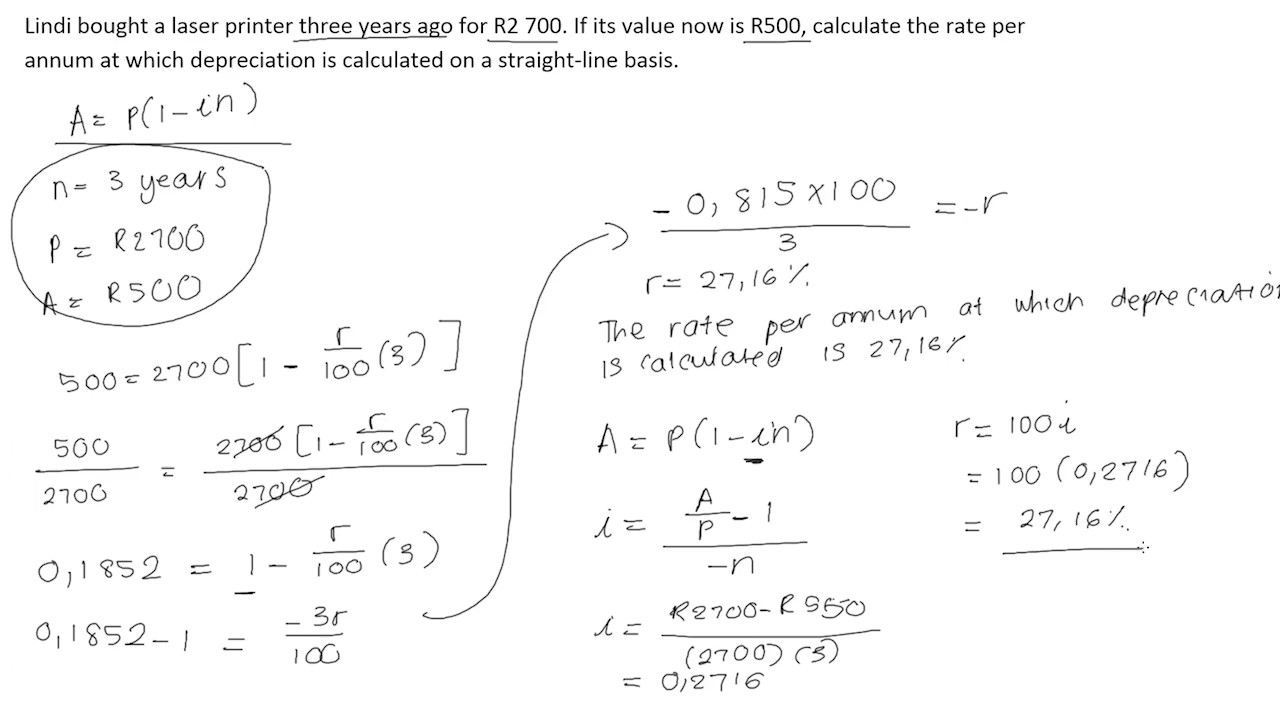 Lindi bought a laser printer three years ago for R2 700. If its value now is R500, calculate the rate per
annum at which depreciation is calculated on a straight-line basis.
A = P(1 - in)
n = 3 years
P = R2700
A = R500
500 = 2700[1 - r/100 (3)]
500/2700 = 2700[1 - r/100 (3)]/2700
0,1852 = 1 - r/100 (3)
0,1852 - 1 = -3r/100
-0,815 x 100/3 = -r
r = 27,16%
The rate per annum at which depreciation
is calculated is 27,16%
A = P(1 - in)
i = (A/P - 1)/-n
i = R2700 - R550/(2700)(3)
= 0,2716
r = 100i
= 100(0,2716)
= 27,16%